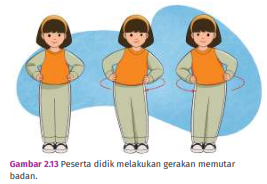 Gambar 2.13 Peserta didik melakukan gerakan memutar
badan.